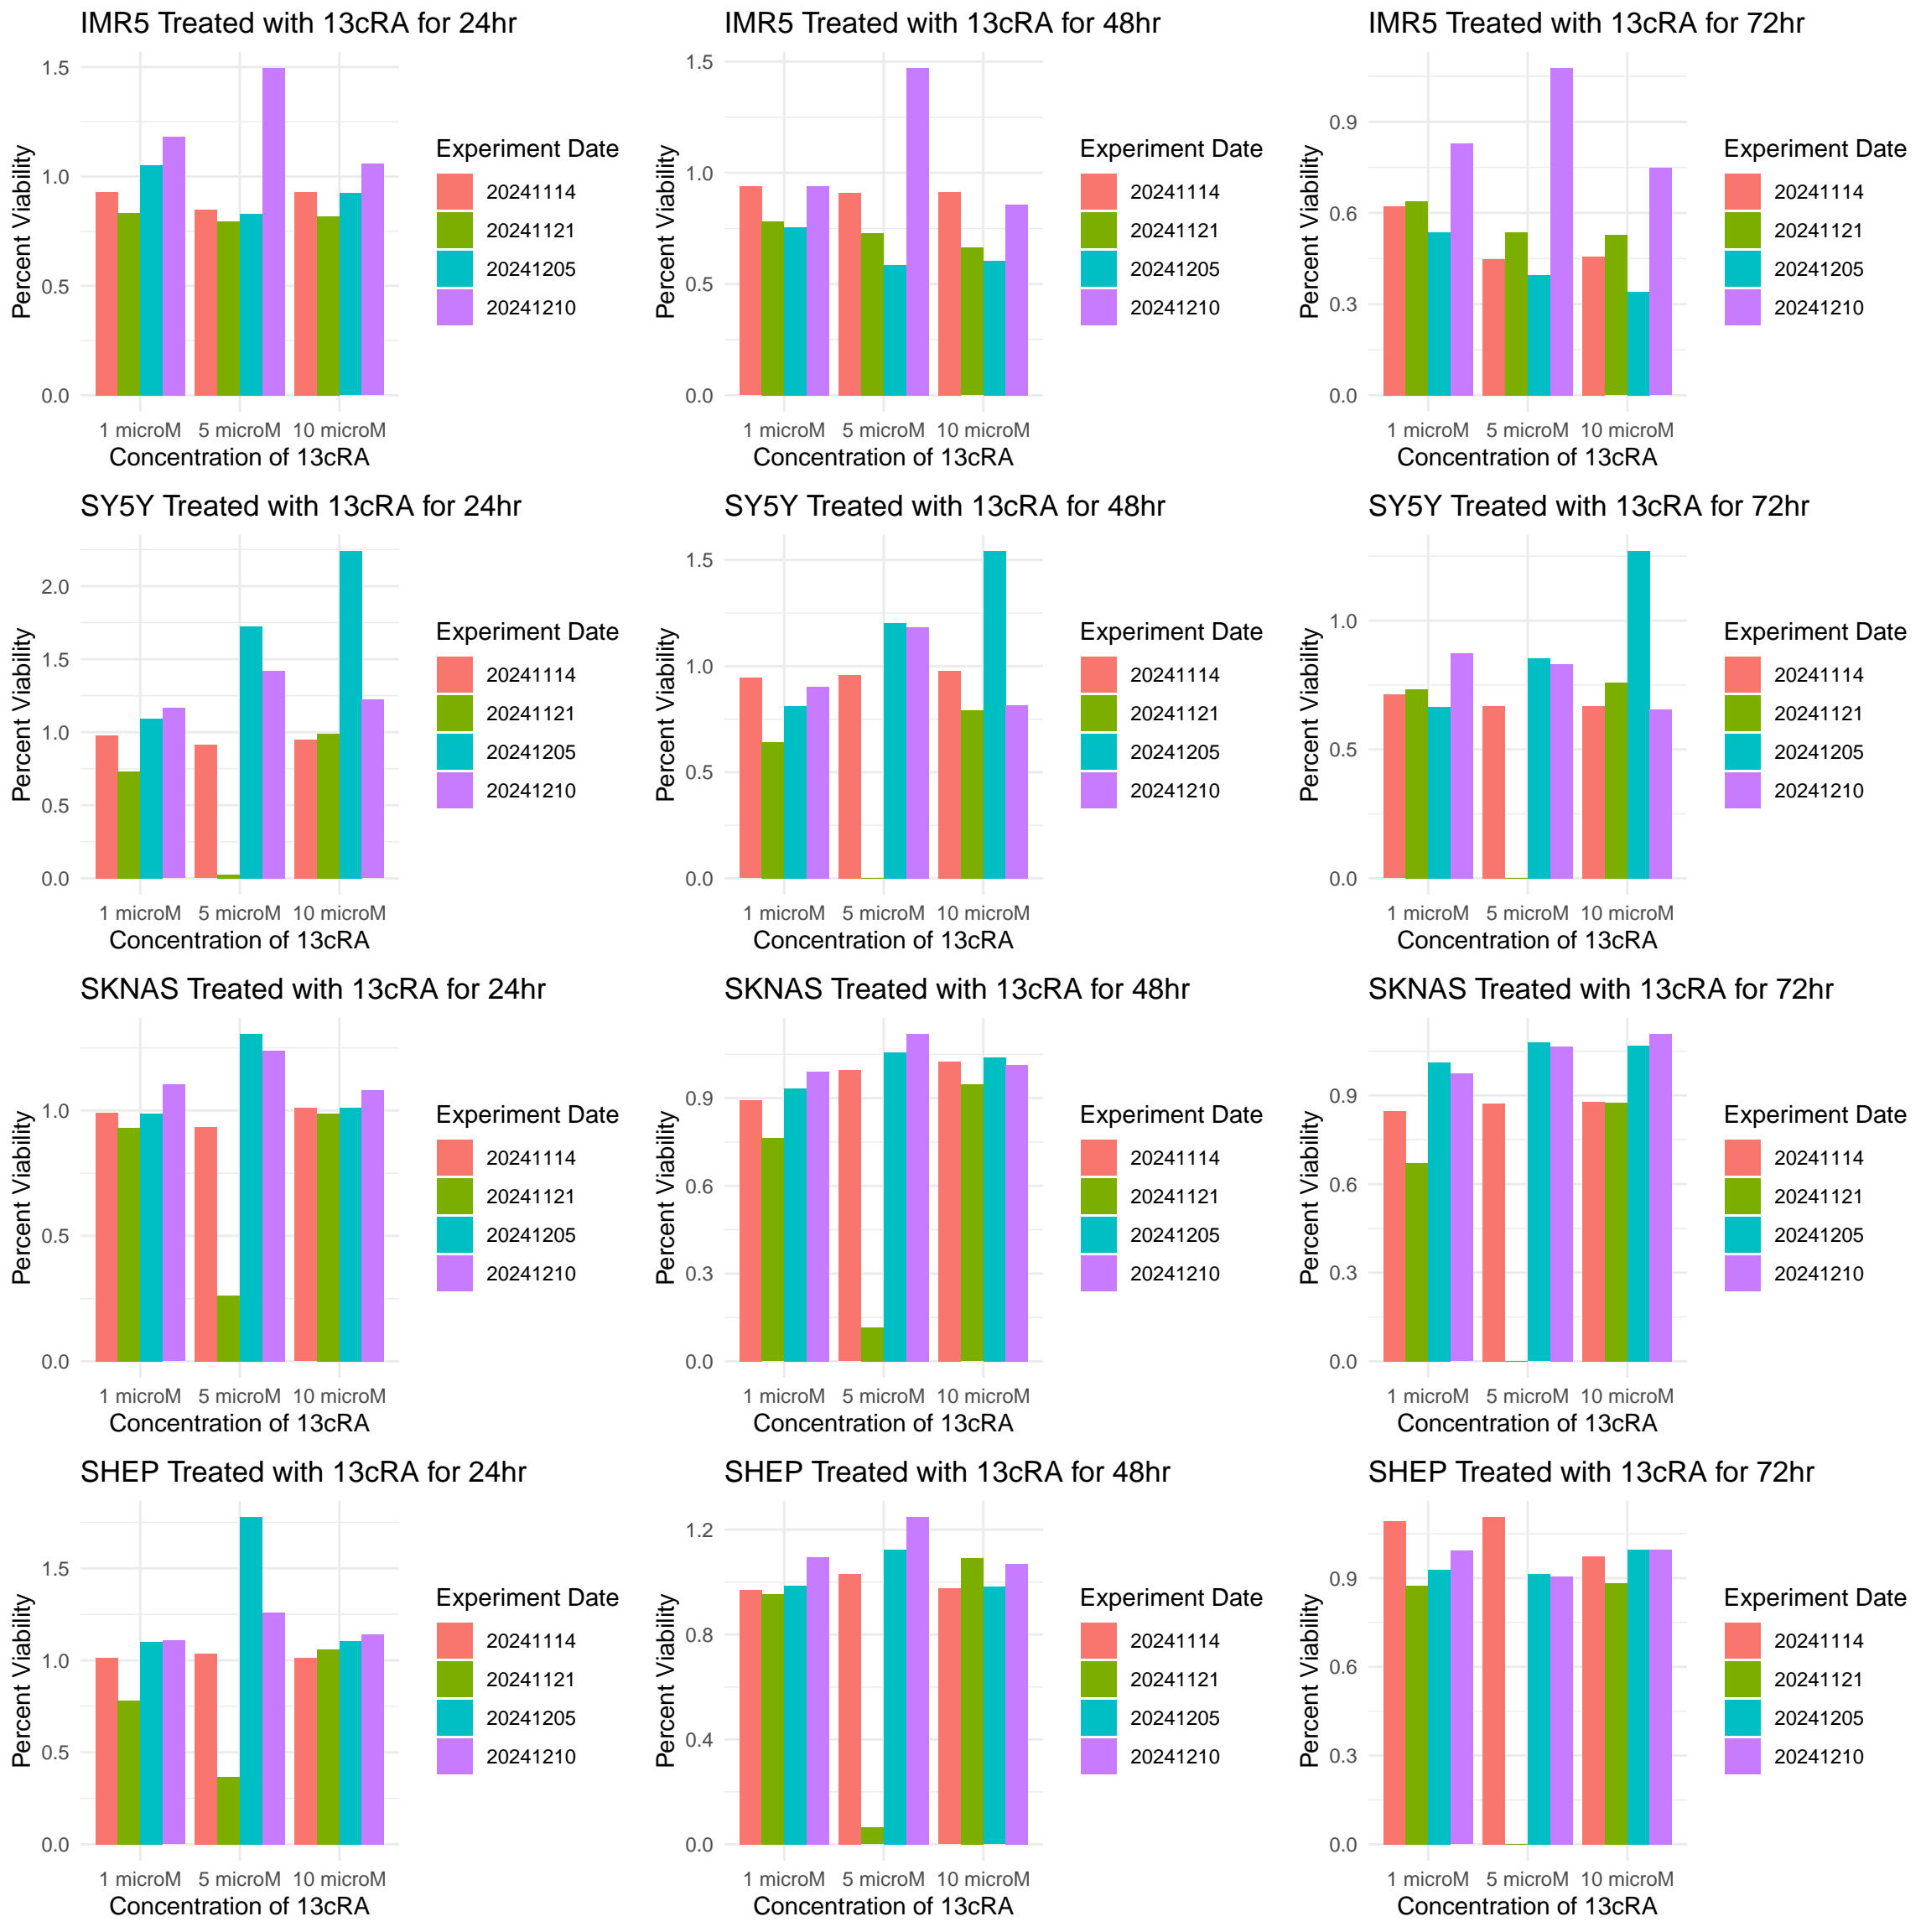 IMR5 Treated with 13cRA for 24hr
Percent Viability
1.5
1.0
0.5
0.0
1 microM 5 microM 10 microM
Concentration of 13cRA
Experiment Date
20241114
20241121
20241205
20241210
IMR5 Treated with 13cRA for 48hr
Percent Viability
1.5
1.0
0.5
0.0
1 microM 5 microM 10 microM
Concentration of 13cRA
Experiment Date
20241114
20241121
20241205
20241210
IMR5 Treated with 13cRA for 72hr
Percent Viability
0.9
0.6
0.3
0.0
1 microM 5 microM 10 microM
Concentration of 13cRA
Experiment Date
20241114
20241121
20241205
20241210
SY5Y Treated with 13cRA for 24hr
Percent Viability
2.0
1.5
1.0
0.5
0.0
1 microM 5 microM 10 microM
Concentration of 13cRA
Experiment Date
20241114
20241121
20241205
20241210
SY5Y Treated with 13cRA for 48hr
Percent Viability
1.5
1.0
0.5
0.0
1 microM 5 microM 10 microM
Concentration of 13cRA
Experiment Date
20241114
20241121
20241205
20241210
SY5Y Treated with 13cRA for 72hr
Percent Viability
1.0
0.5
0.0
1 microM 5 microM 10 microM
Concentration of 13cRA
Experiment Date
20241114
20241121
20241205
20241210
SKNAS Treated with 13cRA for 24hr
Percent Viability
1.0
0.5
0.0
1 microM 5 microM 10 microM
Concentration of 13cRA
Experiment Date
20241114
20241121
20241205
20241210
SKNAS Treated with 13cRA for 48hr
Percent Viability
0.9
0.6
0.3
0.0
1 microM 5 microM 10 microM
Concentration of 13cRA
Experiment Date
20241114
20241121
20241205
20241210
SKNAS Treated with 13cRA for 72hr
Percent Viability
0.9
0.6
0.3
0.0
1 microM 5 microM 10 microM
Concentration of 13cRA
Experiment Date
20241114
20241121
20241205
20241210
SHEP Treated with 13cRA for 24hr
Percent Viability
1.5
1.0
0.5
0.0
1 microM 5 microM 10 microM
Concentration of 13cRA
Experiment Date
20241114
20241121
20241205
20241210
SHEP Treated with 13cRA for 48hr
Percent Viability
1.2
0.8
0.4
0.0
1 microM 5 microM 10 microM
Concentration of 13cRA
Experiment Date
20241114
20241121
20241205
20241210
SHEP Treated with 13cRA for 72hr
Percent Viability
0.9
0.6
0.3
0.0
1 microM 5 microM 10 microM
Concentration of 13cRA
Experiment Date
20241114
20241121
20241205
20241210